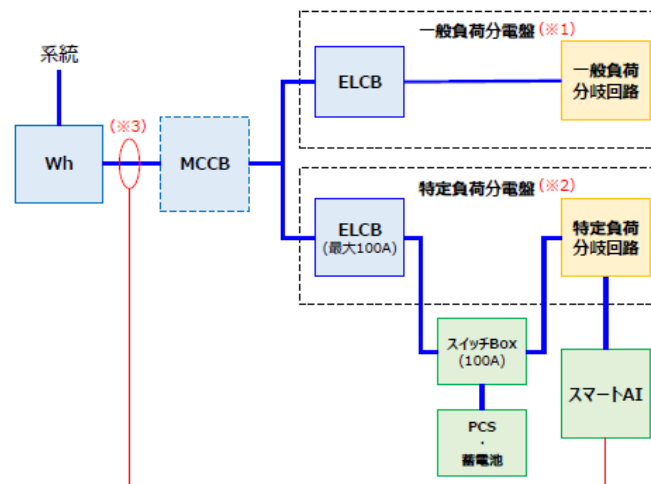 一般負荷分電盤(※1)
系統
ELCB
一般負荷
分岐回路
(※3)
Wh
MCCB
特定負荷分電盤(※2)
ELCB
(最大100A)
特定負荷
分岐回路
スイッチBox
(100A)
スマートAI
PCS
・
蓄電池